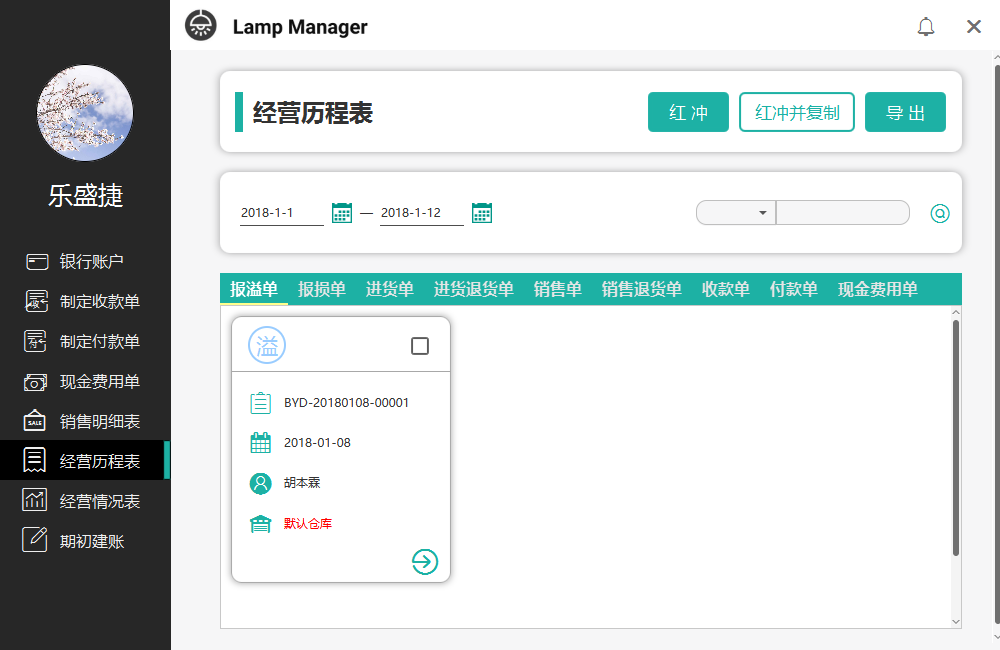 Lamp Manager
乐盛捷
银行账户
制定收款单
制定付款单
现金费用单
SALE
销售明细表
经营历程表
经营情况表
期初建账
经营历程表
红 冲
红冲并复制
导 出
2018-1-1 — 2018-1-12
报溢单 报损单 进货单 进货退货单 销售单 销售退货单 收款单 付款单 现金费用单
溢
BYD-20180108-00001
2018-01-08
胡本霖
默认仓库